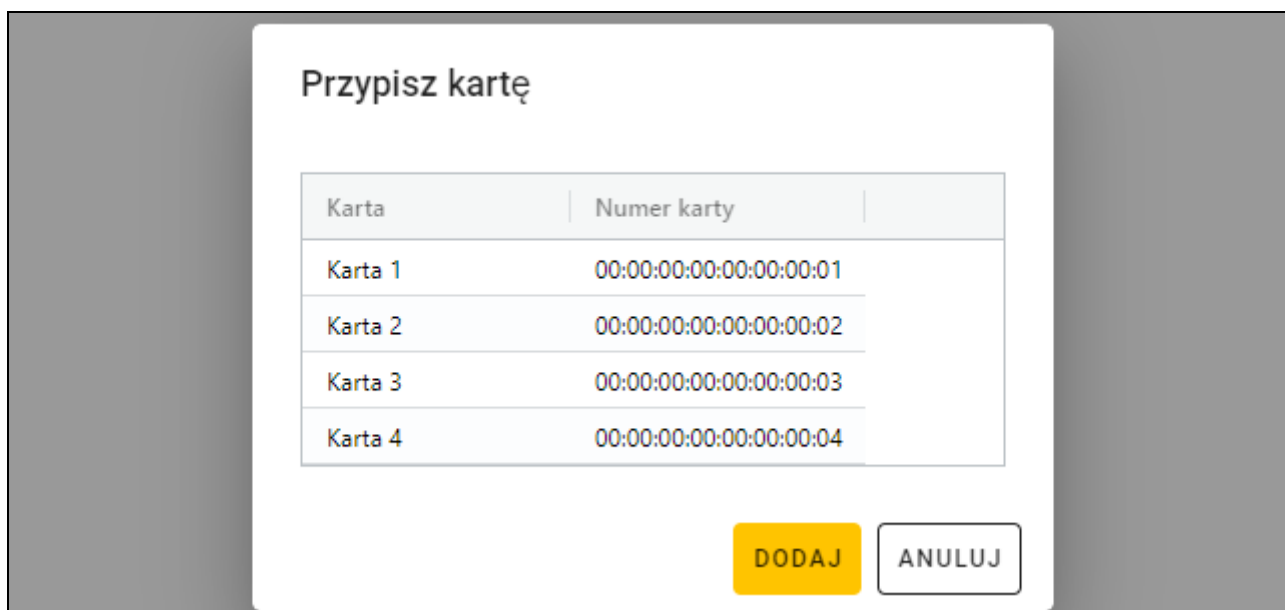 Przypisz kartę
Karta Numer karty
Karta 1 00:00:00:00:00:00:00:01
Karta 2 00:00:00:00:00:00:00:02
Karta 3 00:00:00:00:00:00:00:03
Karta 4 00:00:00:00:00:00:00:04
DODAJ ANULUJ